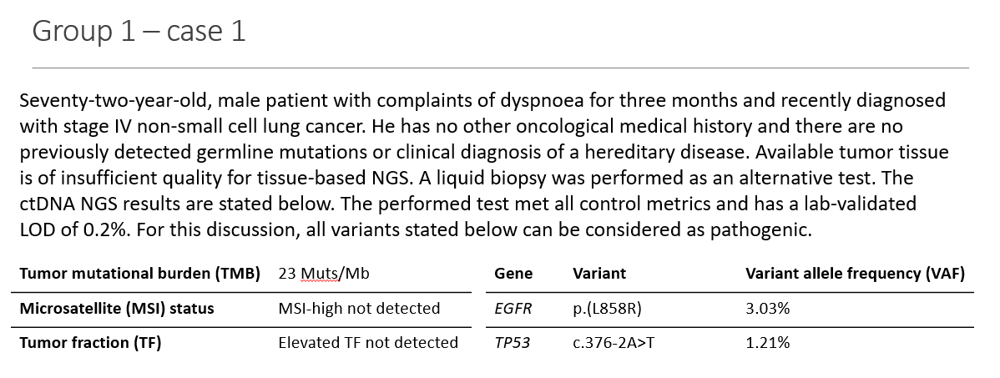 Group 1 – case 1
Seventy-two-year-old, male patient with complaints of dyspnoea for three months and recently diagnosed
with stage IV non-small cell lung cancer. He has no other oncological medical history and there are no
previously detected germline mutations or clinical diagnosis of a hereditary disease. Available tumor tissue
is of insufficient quality for tissue-based NGS. A liquid biopsy was performed as an alternative test. The
ctDNA NGS results are stated below. The performed test met all control metrics and has a lab-validated
LOD of 0.2%. For this discussion, all variants stated below can be considered as pathogenic.
Tumor mutational burden (TMB) 23 Muts/Mb
Microsatellite (MSI) status MSI-high not detected
Tumor fraction (TF) Elevated TF not detected
Gene Variant Variant allele frequency (VAF)
EGFR p.(L858R) 3.03%
TP53 c.376-2A>T 1.21%